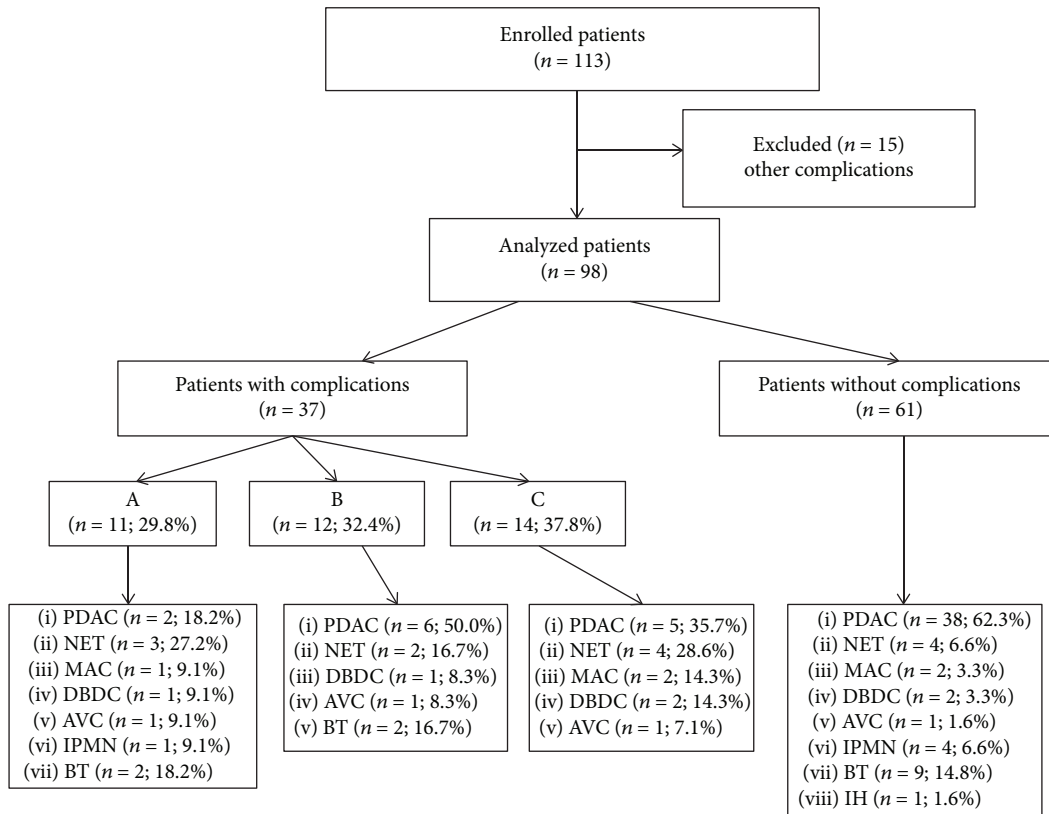 Enrolled patients
(n = 113)
Excluded (n = 15)
other complications
Analyzed patients
(n = 98)
Patients with complications
(n = 37)
Patients without complications
(n = 61)
A
(n = 11; 29.8%)
B
(n = 12; 32.4%)
C
(n = 14; 37.8%)
(i) PDAC (n = 2; 18.2%)
(ii) NET (n = 3; 27.2%)
(iii) MAC (n = 1; 9.1%)
(iv) DBDC (n = 1; 9.1%)
(v) AVC (n = 1; 9.1%)
(vi) IPMN (n = 1; 9.1%)
(vii) BT (n = 2; 18.2%)
(i) PDAC (n = 6; 50.0%)
(ii) NET (n = 2; 16.7%)
(iii) DBDC (n = 1; 8.3%)
(iv) AVC (n = 1; 8.3%)
(v) BT (n = 2; 16.7%)
(i) PDAC (n = 5; 35.7%)
(ii) NET (n = 4; 28.6%)
(iii) MAC (n = 2; 14.3%)
(iv) DBDC (n = 2; 14.3%)
(v) AVC (n = 1; 7.1%)
(i) PDAC (n = 38; 62.3%)
(ii) NET (n = 4; 6.6%)
(iii) MAC (n = 2; 3.3%)
(iv) DBDC (n = 2; 3.3%)
(v) AVC (n = 1; 1.6%)
(vi) IPMN (n = 4; 6.6%)
(vii) BT (n = 9; 14.8%)
(viii) IH (n = 1; 1.6%)